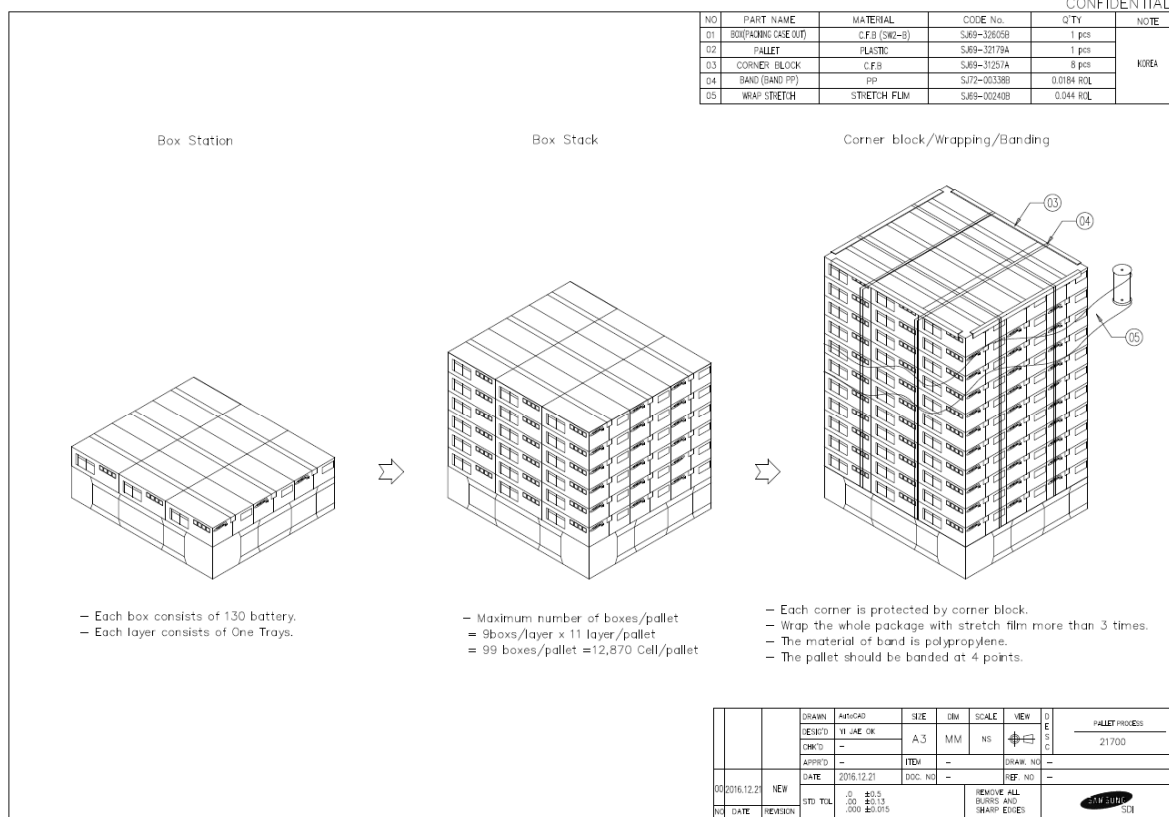 CONFIDENTIAL
NO PART NAME MATERIAL CODE No. Q'TY NOTE
01 BOX(PACKING CASE OUT) C.F.B (SW2-B) SJ69-32605B 1 pcs
02 PALLET PLASTIC SJ69-32179A 1 pcs
03 CORNER BLOCK C.F.B SJ69-31257A 8 pcs KOREA
04 BAND (BAND PP) PP SJ72-00338B 0.0184 ROL
05 WRAP STRETCH STRETCH FLIM SJ69-00240B 0.044 ROL
Box Station
Box Stack
Corner block/Wrapping/Banding
03
04
05
– Each box consists of 130 battery.
– Each layer consists of One Trays.
– Maximum number of boxes/pallet
= 9boxs/layer x 11 layer/pallet
= 99 boxes/pallet =12,870 Cell/pallet
– Each corner is protected by corner block.
– Wrap the whole package with stretch film more than 3 times.
– The material of band is polypropylene.
– The pallet should be banded at 4 points.
DRAWN AutoCAD SIZE DIM SCALE VIEW DESC PALLET PROCESS
DESIG'D YI JAE OK A3 MM NS 21700
CHK'D –
APPR'D – ITEM – DRAW. NO –
DATE 2016.12.21 DOC. NO – REF. NO –
00 2016.12.21 NEW
STD TOL .0 ±0.5
.00 ±0.13
.000 ±0.015
REMOVE ALL
BURRS AND
SHARP EDGES
SAMSUNG
SDI
NO DATE REVISION